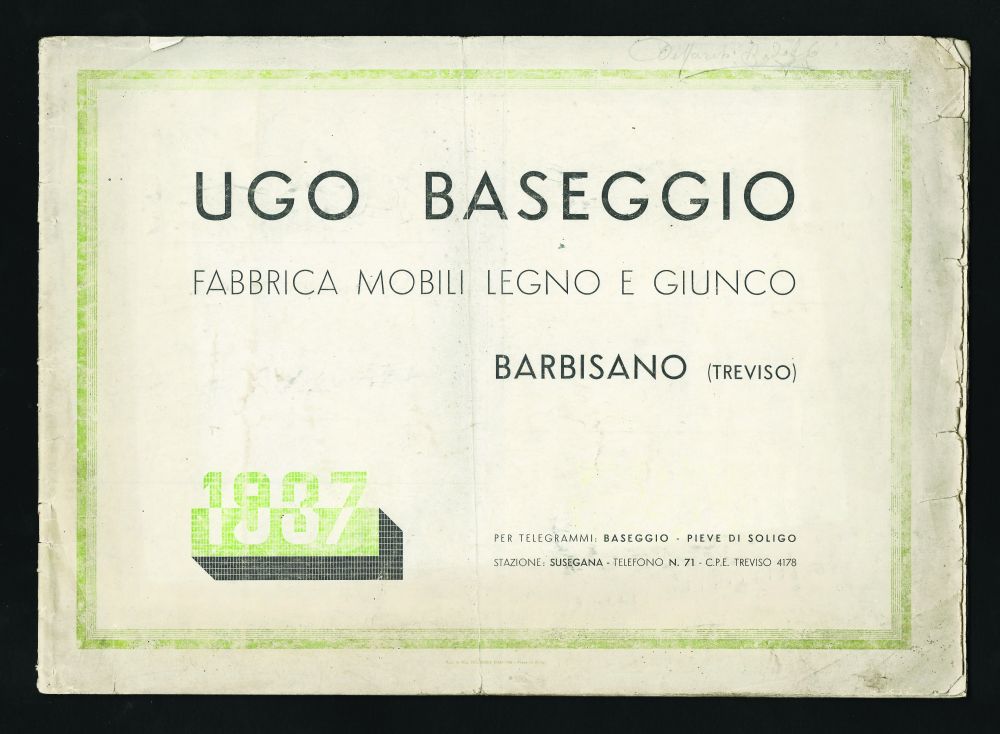 UGO BASEGGIO
FABBRICA MOBILI LEGNO E GIUNCO
BARBISANO (TREVISO)
1937
PER TELEGRAMMI: BASEGGIO - PIEVE DI SOLIGO
STAZIONE: SUSEGANA - TELEFONO N. 71 - C.P.E. TREVISO 4178